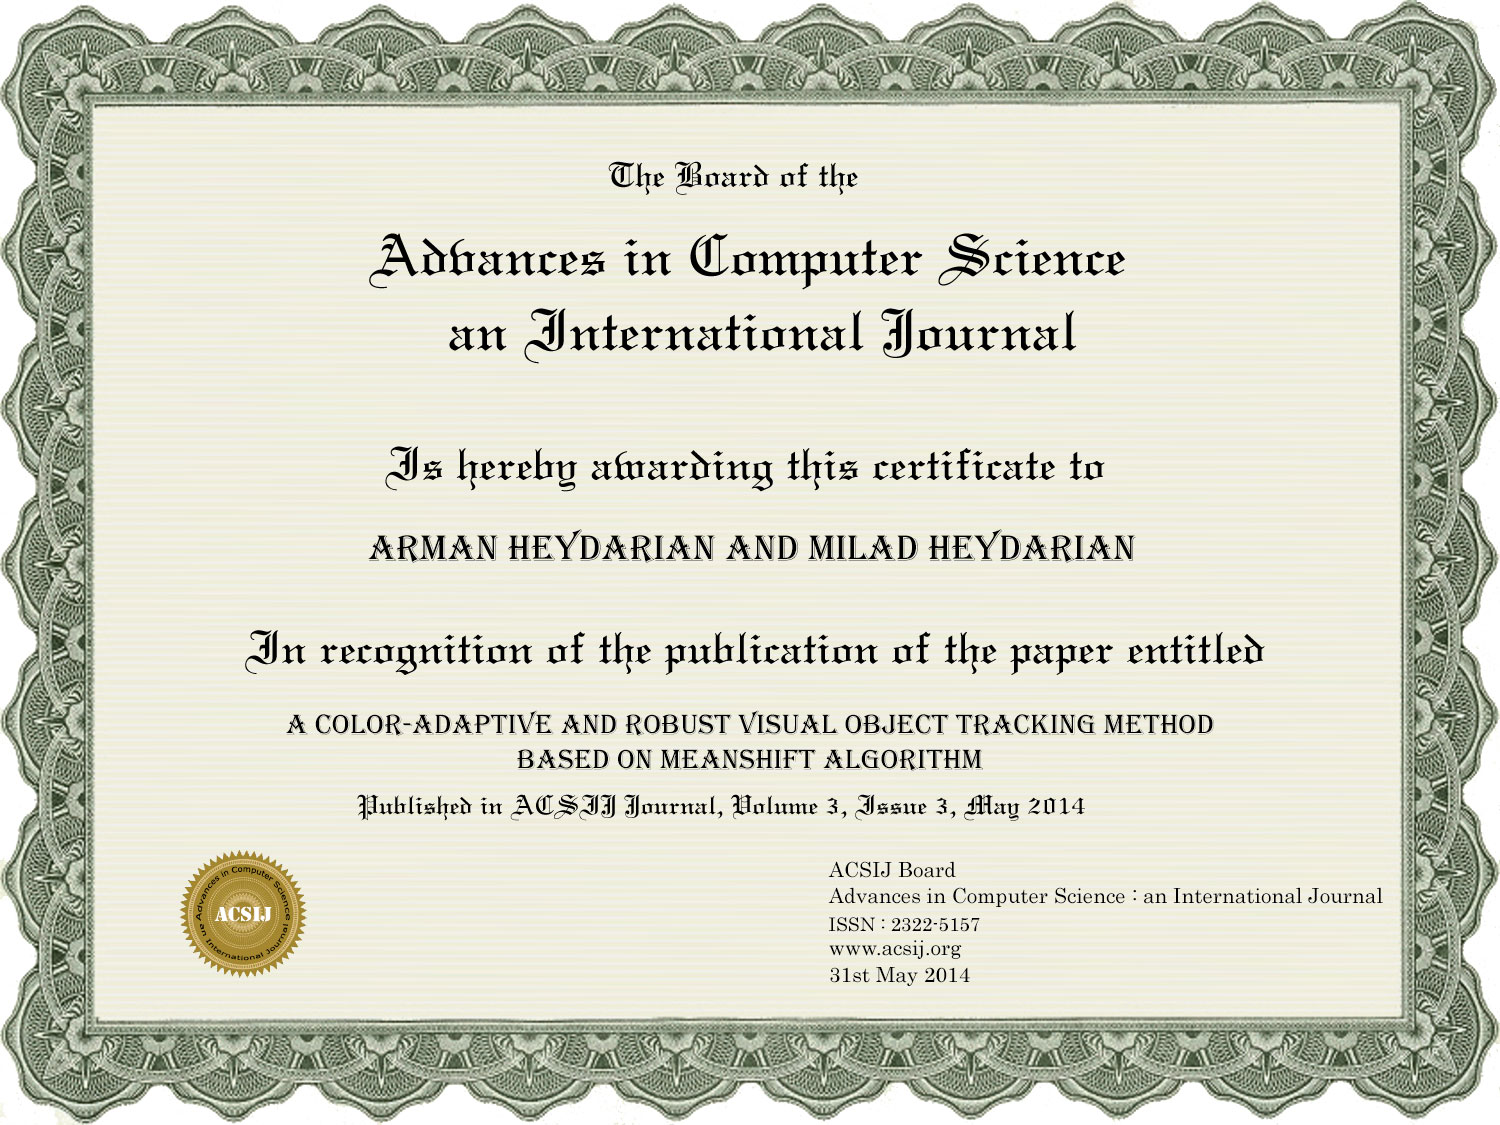 The Board of the
Advances in Computer Science
an International Journal
Is hereby awarding this certificate to
ARMAN HEYDARIAN AND MILAD HEYDARIAN
In recognition of the publication of the paper entitled
A COLOR-ADAPTIVE AND ROBUST VISUAL OBJECT TRACKING METHOD
BASED ON MEANSHIFT ALGORITHM
Published in ACSIJ Journal, Volume 3, Issue 3, May 2014
Advances in Computer Science
ACSIJ
an International Journal
ACSIJ Board
Advances in Computer Science : an International Journal
ISSN : 2322-5157
www.acsij.org
31st May 2014